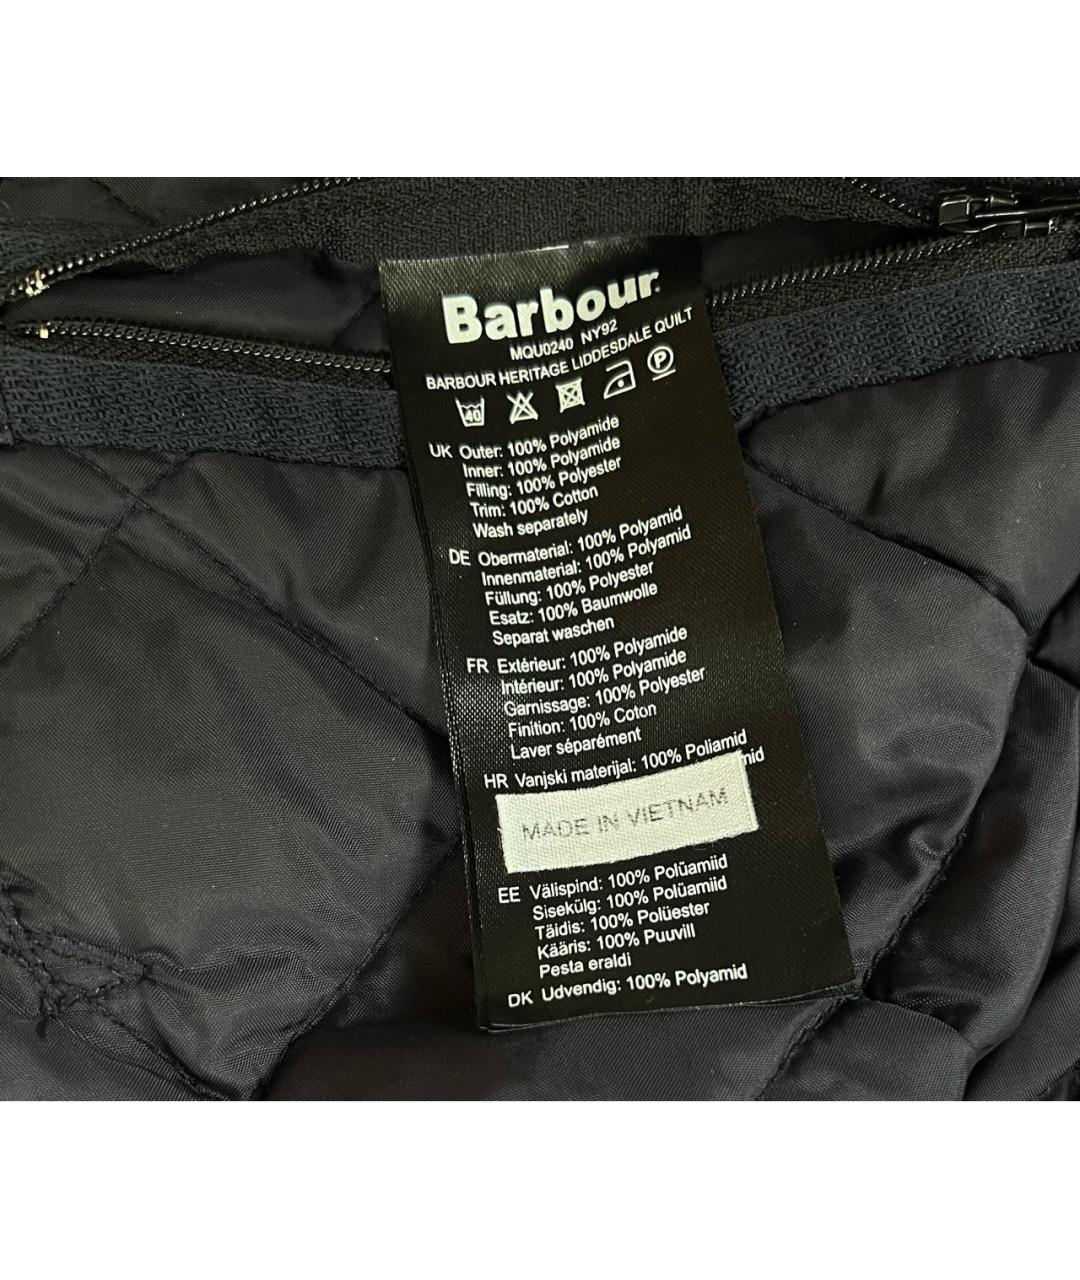 Barbour
MQU0240 NY92
BARBOUR HERITAGE LIDDESDALE QUILT
40
P
UK Outer: 100% Polyamide
Inner: 100% Polyamide
Filling: 100% Polyester
Trim: 100% Cotton
Wash separately
DE Obermaterial: 100% Polyamid
Innenmaterial: 100% Polyamid
Füllung: 100% Polyester
Esatz: 100% Baumwolle
Separat waschen
FR Extérieur: 100% Polyamide
Intérieur: 100% Polyamide
Garnissage: 100% Polyester
Finition: 100% Coton
Laver séparément
HR Vanjski materijal: 100% Poliamid
MADE IN VIETNAM
EE Välispind: 100% Polüamiid
Sisekülg: 100% Polüamiid
Täidis: 100% Polüester
Kääris: 100% Puuvill
Pesta eraldi
DK Udvendig: 100% Polyamid